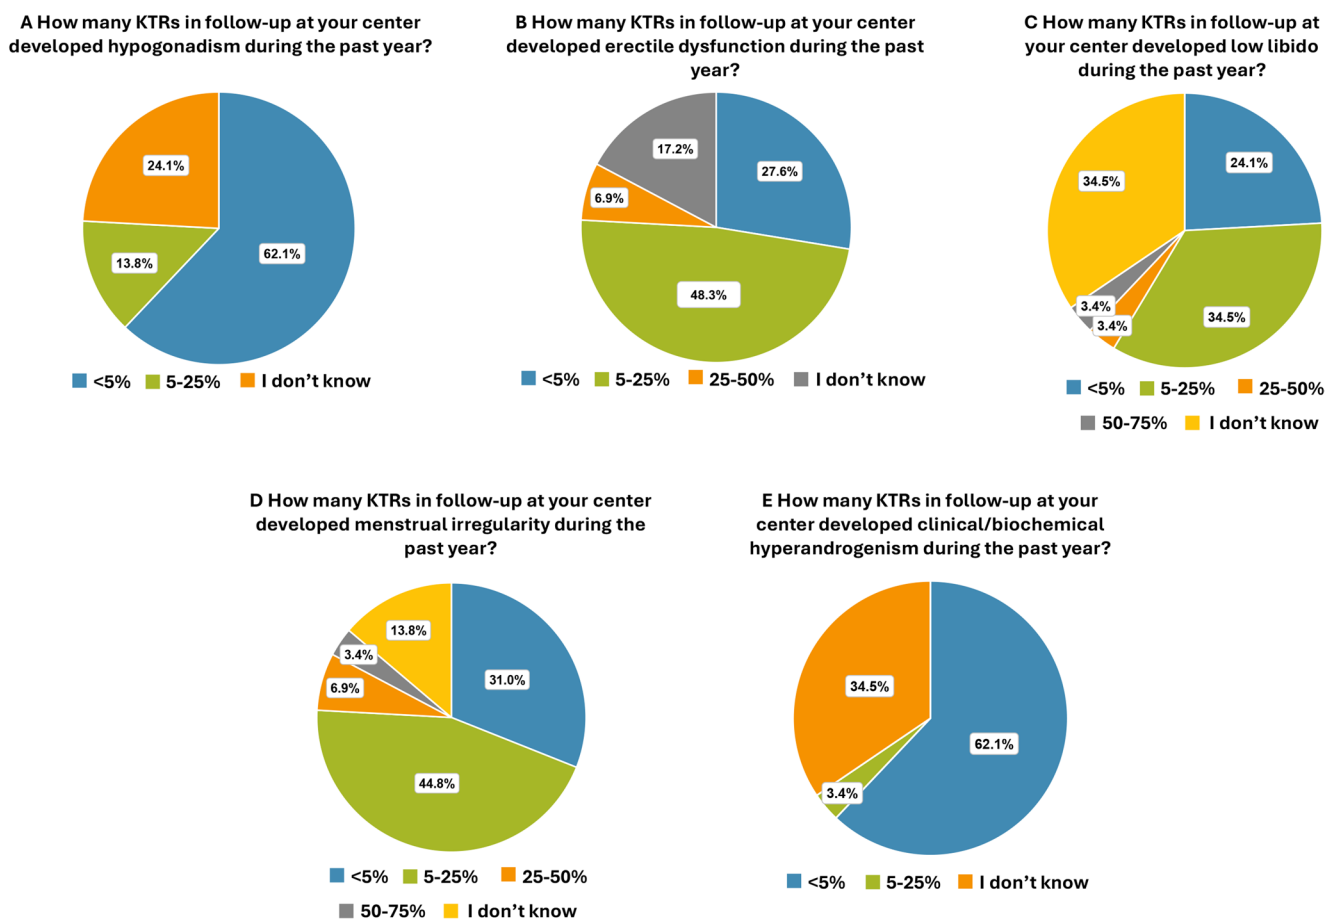 A How many KTRs in follow-up at your center
developed hypogonadism during the past year?
24.1%
13.8%
62.1%
<5% 5-25% I don’t know
B How many KTRs in follow-up at your center
developed erectile dysfunction during the past
year?
17.2%
27.6%
6.9%
48.3%
<5% 5-25% 25-50% I don’t know
C How many KTRs in follow-up at
your center developed low libido
during the past year?
24.1%
34.5%
3.4%
3.4%
34.5%
<5% 5-25% 25-50%
50-75% I don’t know
D How many KTRs in follow-up at your center
developed menstrual irregularity during the
past year?
13.8%
3.4%
31.0%
6.9%
44.8%
<5% 5-25% 25-50%
50-75% I don’t know
E How many KTRs in follow-up at your
center developed clinical/biochemical
hyperandrogenism during the past year?
34.5%
62.1%
3.4%
<5% 5-25% I don’t know